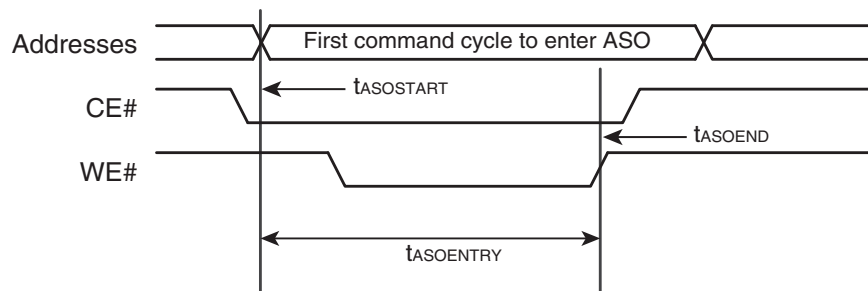 Addresses
First command cycle to enter ASO
tASOSTART
CE#
tASOEND
WE#
tASOENTRY